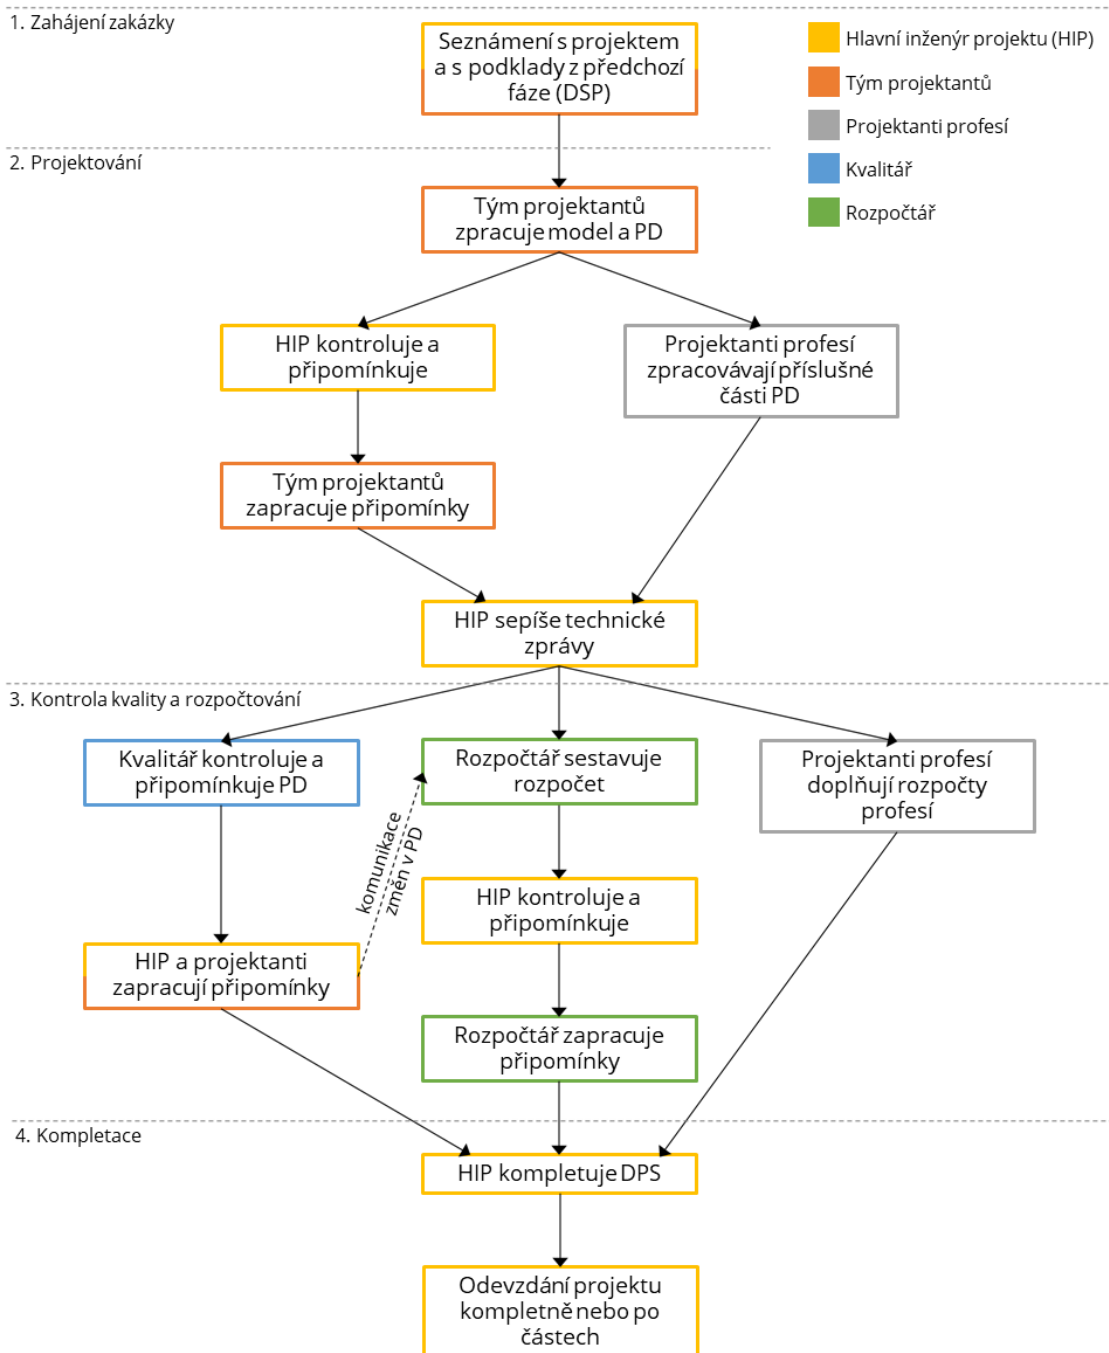 1. Zahájení zakázky
Seznámení s projektem
a s podklady z předchozí
fáze (DSP)
Hlavní inženýr projektu (HIP)
Tým projektantů
Projektanti profesí
Kvalitář
Rozpočtář
2. Projektování
Tým projektantů
zpracuje model a PD
HIP kontroluje a
připomínkuje
Projektanti profesí
zpracovávají příslušné
části PD
Tým projektantů
zapracuje připomínky
HIP sepíše technické
zprávy
3. Kontrola kvality a rozpočtování
Kvalitář kontroluje a
připomínkuje PD
Rozpočtář sestavuje
rozpočet
Projektanti profesí
doplňují rozpočty
profesí
komunikace
změn v PD
HIP kontroluje a
připomínkuje
HIP a projektanti
zapracují připomínky
Rozpočtář zapracuje
připomínky
4. Kompletace
HIP kompletuje DPS
Odevzdání projektu
kompletně nebo po
částech